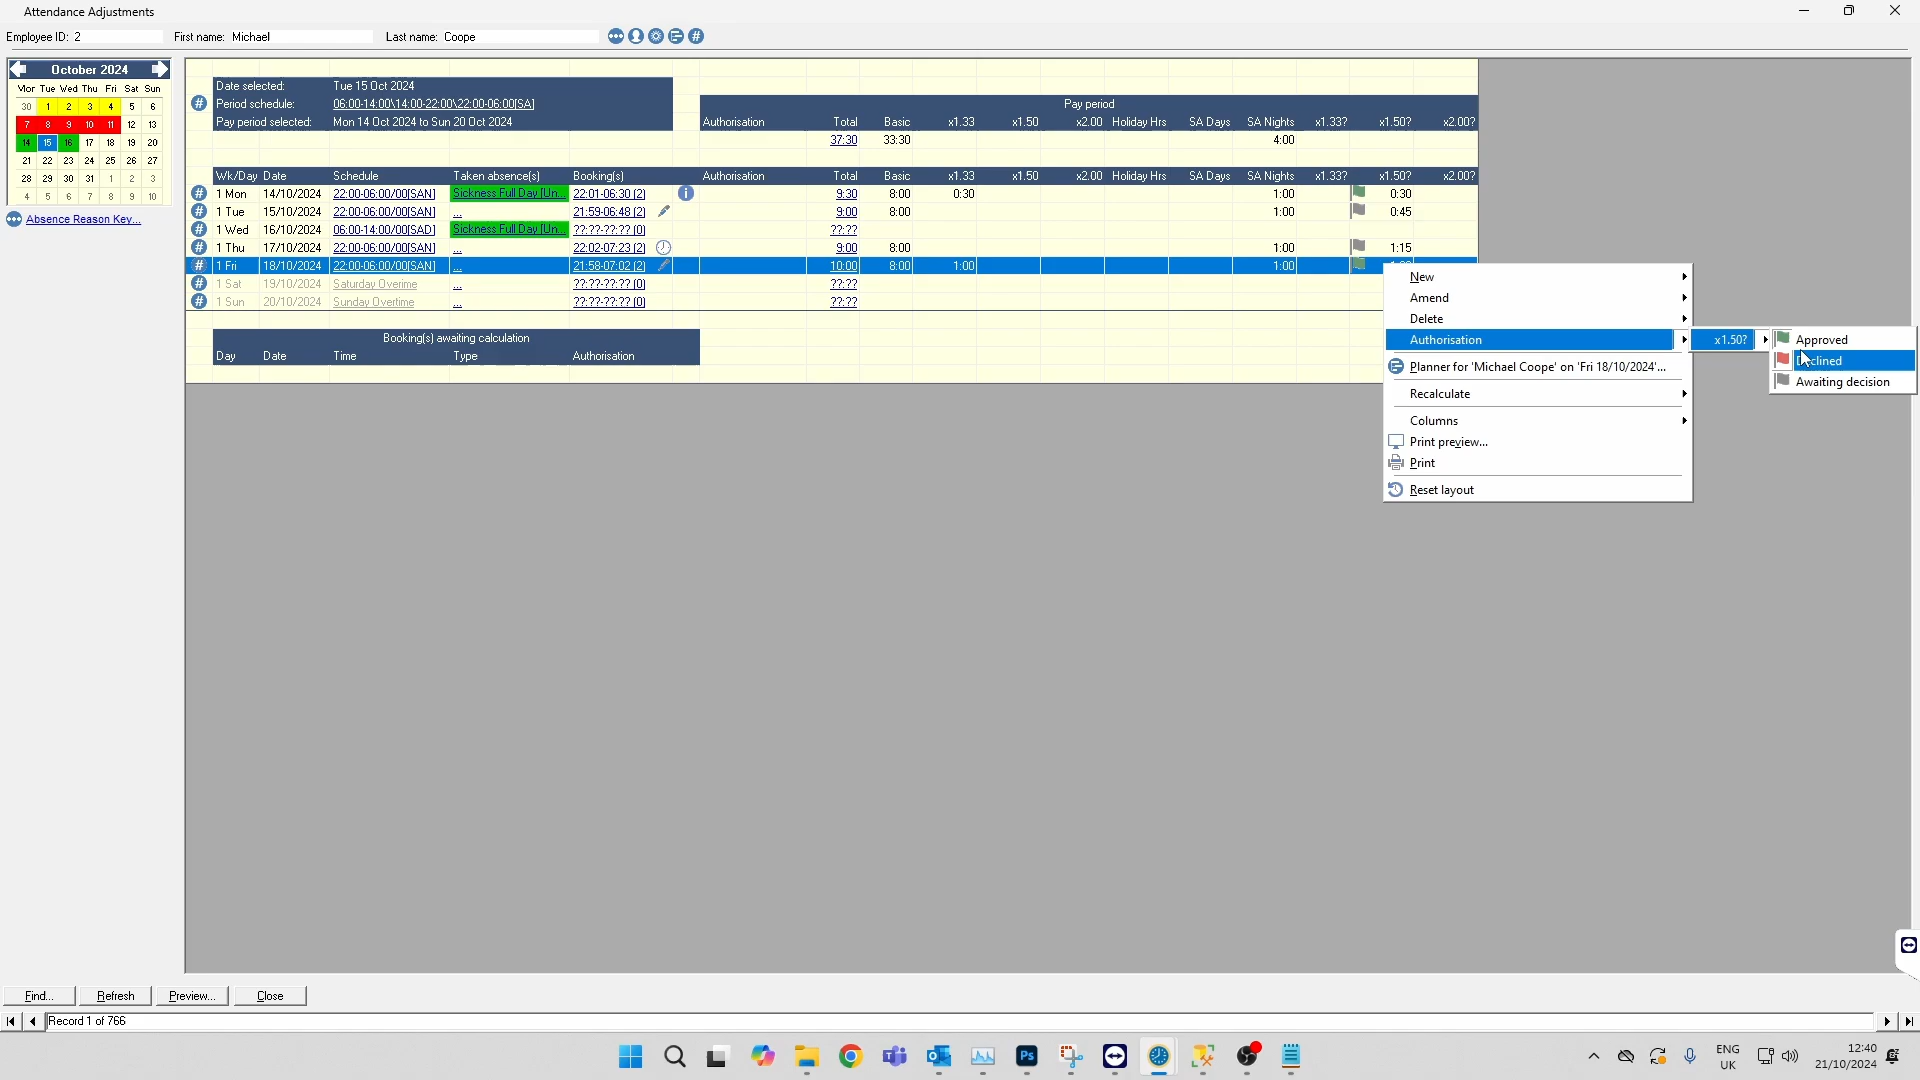 Attendance Adjustments
Employee ID: 2 First name: Michael Last name: Coope
October 2024
Mor Tue Wed Thu Fri Sat Sun
30 1 2 3 4 5 6
7 8 9 10 11 12 13
14 15 16 17 18 19 20
21 22 23 24 25 26 27
28 29 30 31 1 2 3
4 5 6 7 8 9 10
Absence Reason Key...
Date selected: Tue 15 Oct 2024
Period schedule: 06:00-14:00\14:00-22:00\22:00-06:00[SA]
Pay period
Pay period selected: Mon 14 Oct 2024 to Sun 20 Oct 2024
Authorisation Total Basic x1.33 x1.50 x2.00 Holiday Hrs SA Days SA Nights x1.33? x1.50? x2.00?
37:30 33:30 4:00
Wk/Day Date Schedule Taken absence(s) Booking(s) Authorisation Total Basic x1.33 x1.50 x2.00 Holiday Hrs SA Days SA Nights x1.33? x1.50? x2.00?
1 Mon 14/10/2024 22:00-06:00/00[SAN] Sickness Full Day [Un... 22:01-06:30 (2) 9:30 8:00 0:30 1:00 0:30
1 Tue 15/10/2024 22:00-06:00/00[SAN] ... 21:59-06:48 (2) 9:00 8:00 1:00 0:45
1 Wed 16/10/2024 06:00-14:00/00[SAD] Sickness Full Day [Un... ??:??-??:?? (0) ??:??
1 Thu 17/10/2024 22:00-06:00/00[SAN] ... 22:02-07:23 (2) 9:00 8:00 1:00 1:15
1 Fri 18/10/2024 22:00-06:00/00[SAN] ... 21:58-07:02 (2) 10:00 8:00 1:00 1:00
1 Sat 19/10/2024 Saturday Overtime ... ??:??-??:?? (0) ??:??
1 Sun 20/10/2024 Sunday Overtime ... ??:??-??:?? (0) ??:??
Booking(s) awaiting calculation
Day Date Time Type Authorisation
New
Amend
Delete
Authorisation
x1.50?
Approved
Awaiting decision
Planner for 'Michael Coope' on 'Fri 18/10/2024'...
Recalculate
Columns
Print preview...
Print
Reset layout
Find... Refresh Preview... Close
Record 1 of 766
Ps
ENG
UK
12:40
21/10/2024